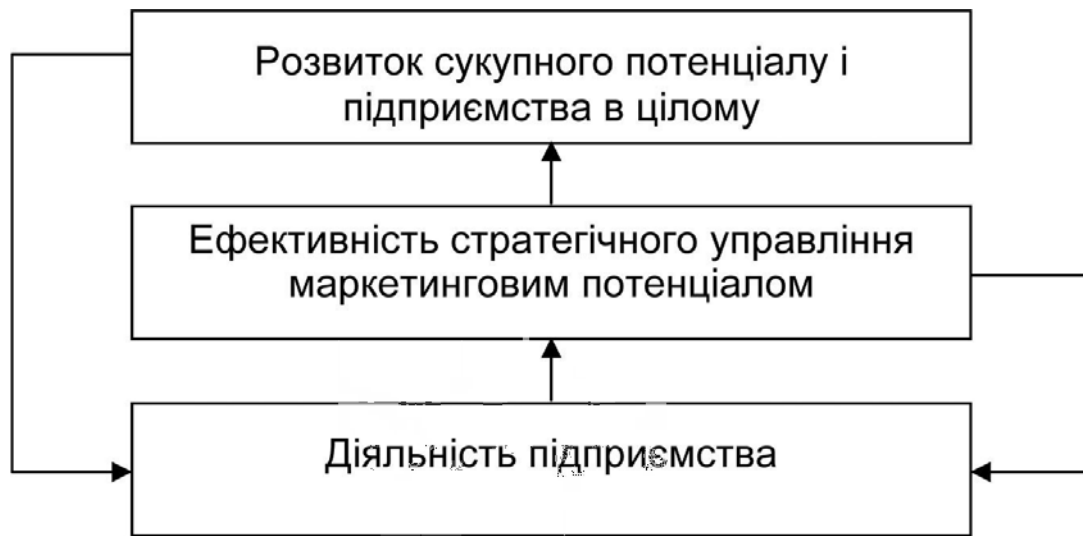 Розвиток сукупного потенціалу і
підприємства в цілому
Ефективність стратегічного управління
маркетинговим потенціалом
Діяльність підприємства